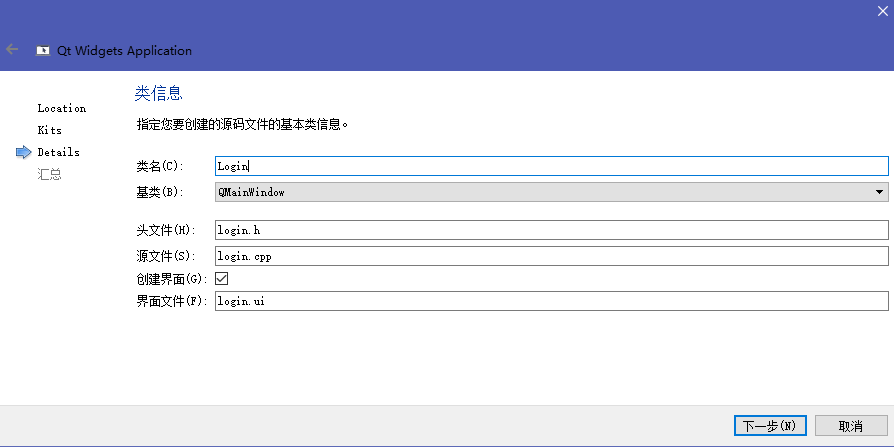 Qt Widgets Application
Location
Kits
Details
汇总
类信息
指定您要创建的源码文件的基本类信息。
类名(C): Login
基类(B): QMainWindow
头文件(H): login.h
源文件(S): login.cpp
创建界面(G):
界面文件(F): login.ui
下一步(N) 取消